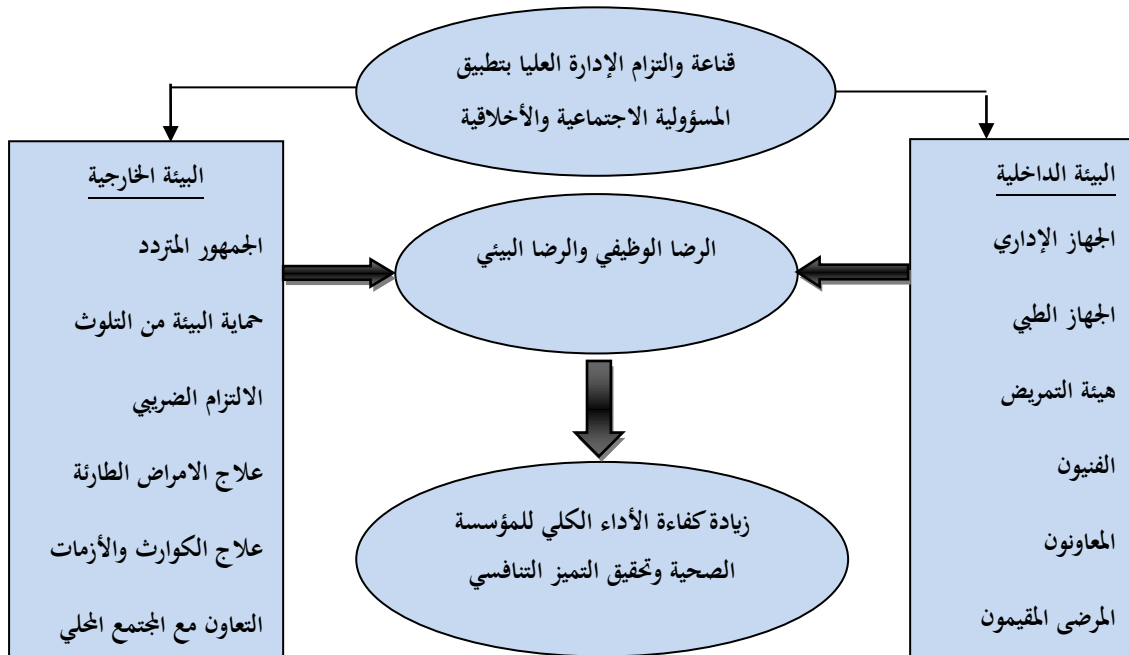 قناعة والتزام الإدارة العليا بتطبيق
المسؤولية الاجتماعية والأخلاقية
البيئة الداخلية
الجهاز الإداري
الجهاز الطبي
هيئة التمريض
الفنيون
المعاونون
المرضى المقيمون
الرضا الوظيفي والرضا البيئي
زيادة كفاءة الأداء الكلي للمؤسسة
الصحية وتحقيق التميز التنافسي
البيئة الخارجية
الجمهور المتردد
حماية البيئة من التلوث
الالتزام الضريبي
علاج الامراض الطارئة
علاج الكوارث والأزمات
التعاون مع المجتمع المحلي